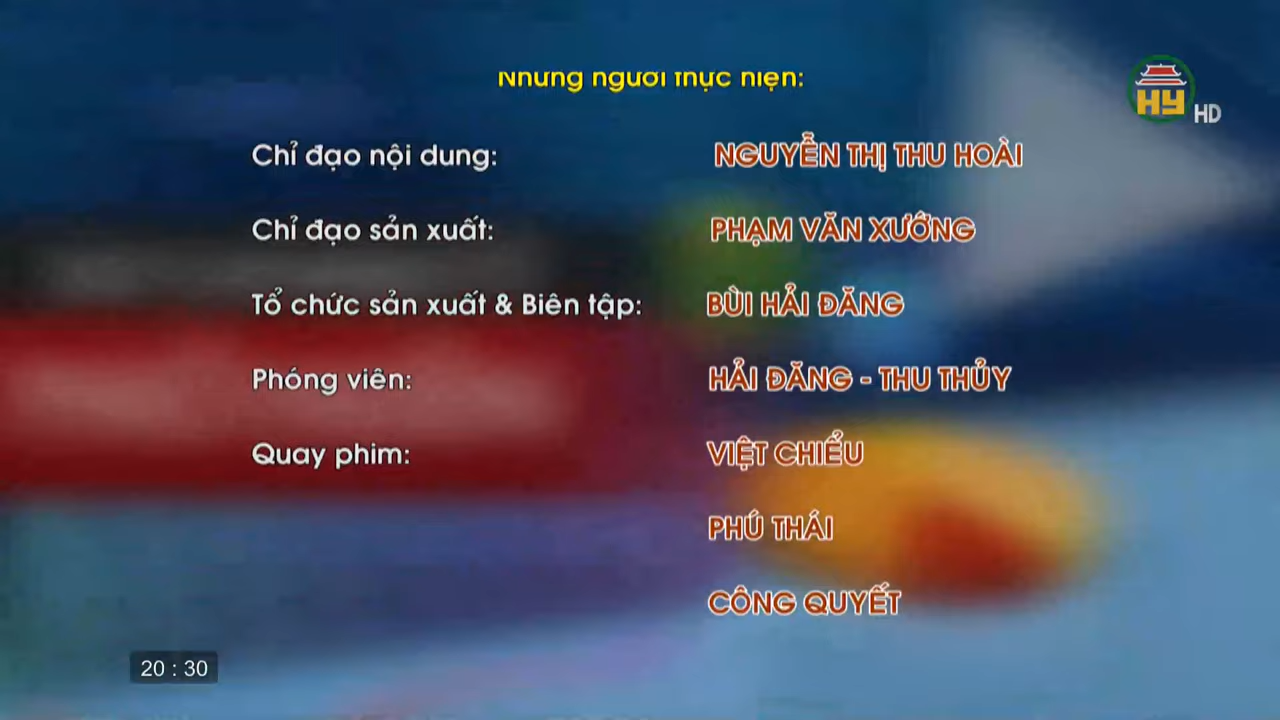 Những người thực hiện:
HY HD
Chỉ đạo nội dung: NGUYỄN THỊ THU HOÀI
Chỉ đạo sản xuất: PHẠM VĂN XƯỚNG
Tổ chức sản xuất & Biên tập: BÙI HẢI ĐĂNG
Phóng viên: HẢI ĐĂNG - THU THỦY
Quay phim: VIỆT CHIỂU
PHÚ THÁI
CÔNG QUYẾT
20 : 30